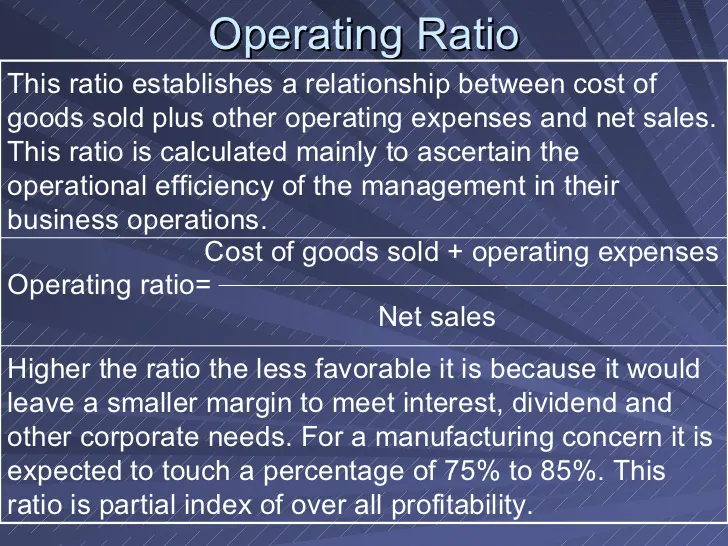 Operating Ratio
This ratio establishes a relationship between cost of
goods sold plus other operating expenses and net sales.
This ratio is calculated mainly to ascertain the
operational efficiency of the management in their
business operations.
Cost of goods sold + operating expenses
Operating ratio=
Net sales
Higher the ratio the less favorable it is because it would
leave a smaller margin to meet interest, dividend and
other corporate needs. For a manufacturing concern it is
expected to touch a percentage of 75% to 85%. This
ratio is partial index of over all profitability.